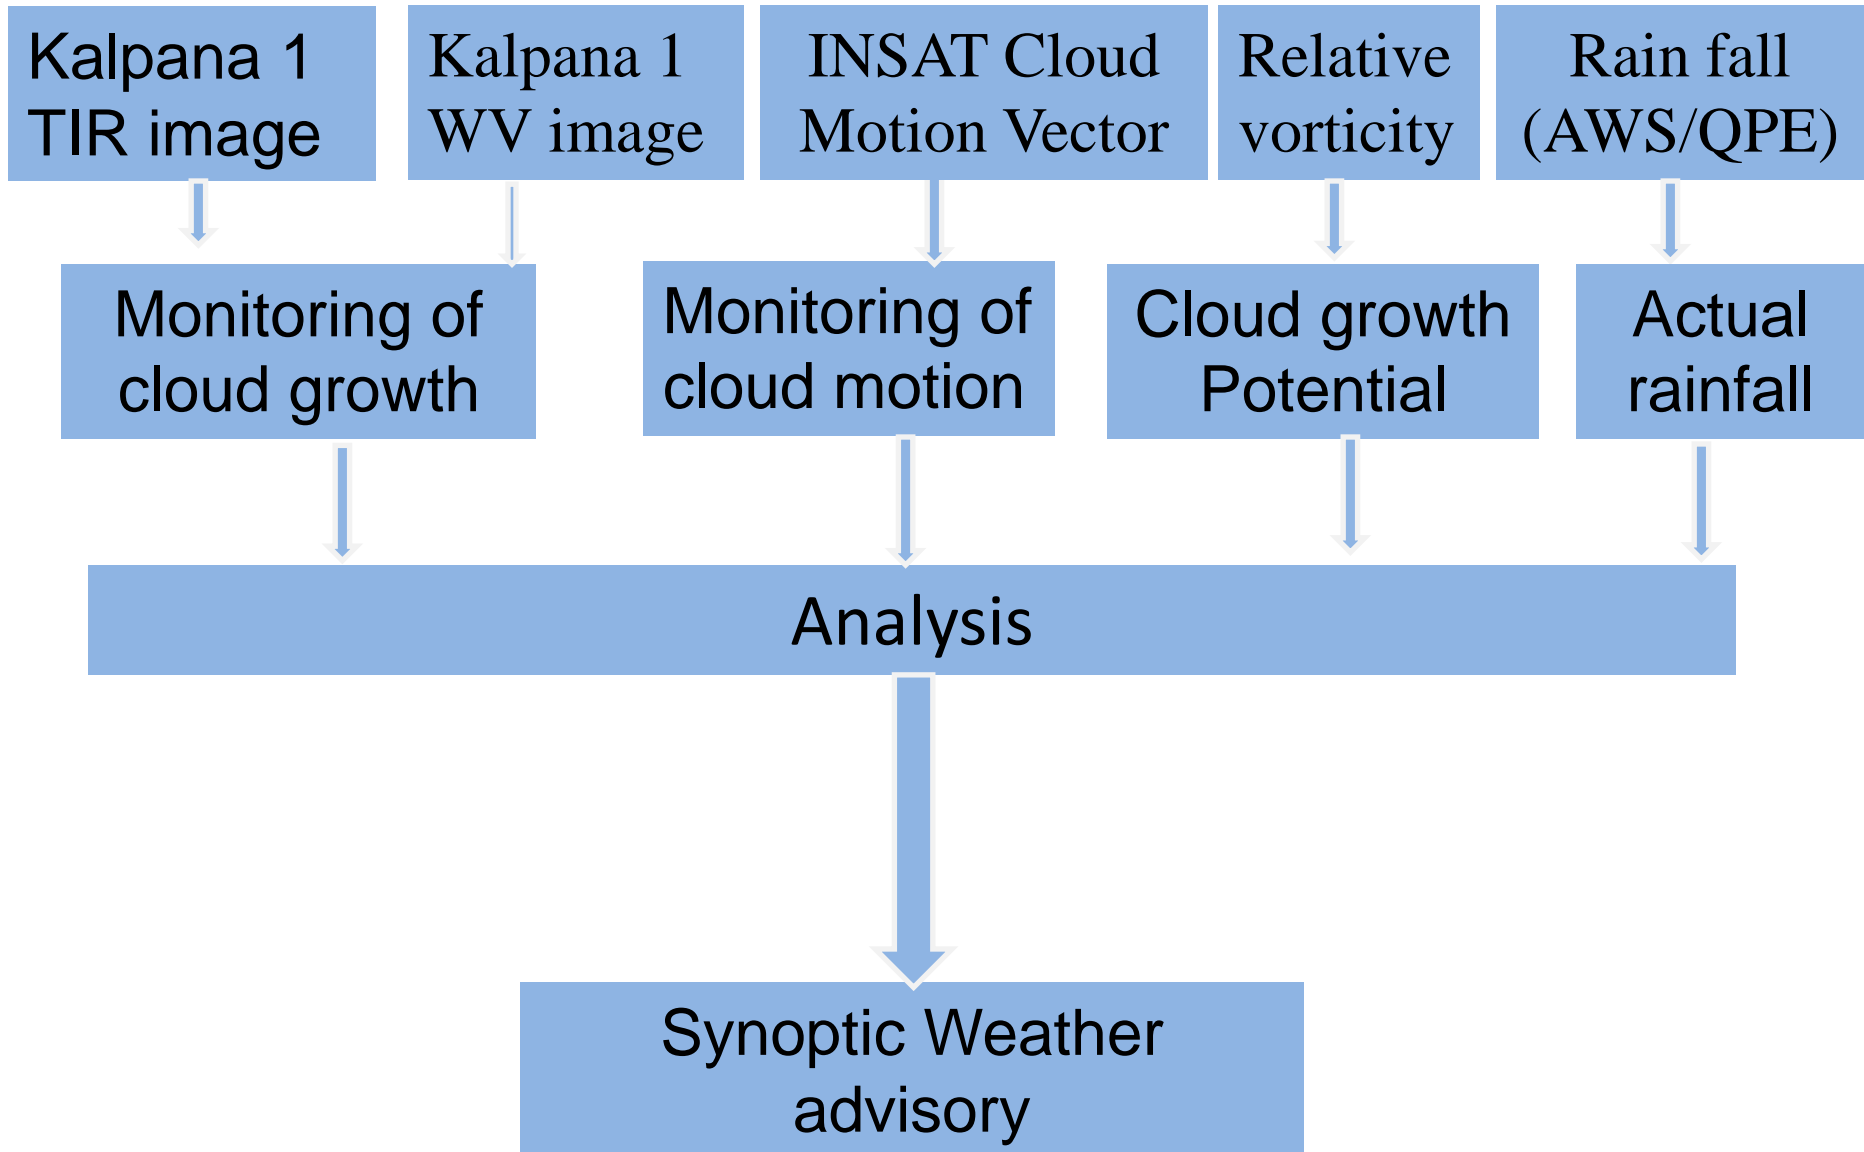 Kalpana 1
TIR image
Kalpana 1
WV image
INSAT Cloud
Motion Vector
Relative
vorticity
Rain fall
(AWS/QPE)
Monitoring of
cloud growth
Monitoring of
cloud motion
Cloud growth
Potential
Actual
rainfall
Analysis
Synoptic Weather
advisory